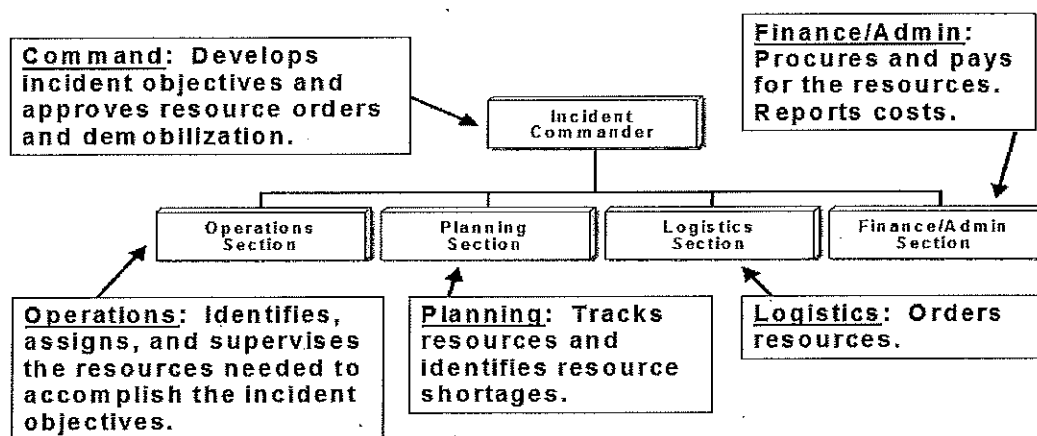 Command: Develops
incident objectives and
approves resource orders
and demobilization.
Finance/Admin:
Procures and pays
for the resources.
Reports costs.
Incident
Commander
Operations
Section
Planning
Section
Logistics
Section
Finance/Admin
Section
Operations: Identifies,
assigns, and supervises
the resources needed to
accomplish the incident
objectives.
Planning: Tracks
resources and
identifies resource
shortages.
Logistics: Orders
resources.